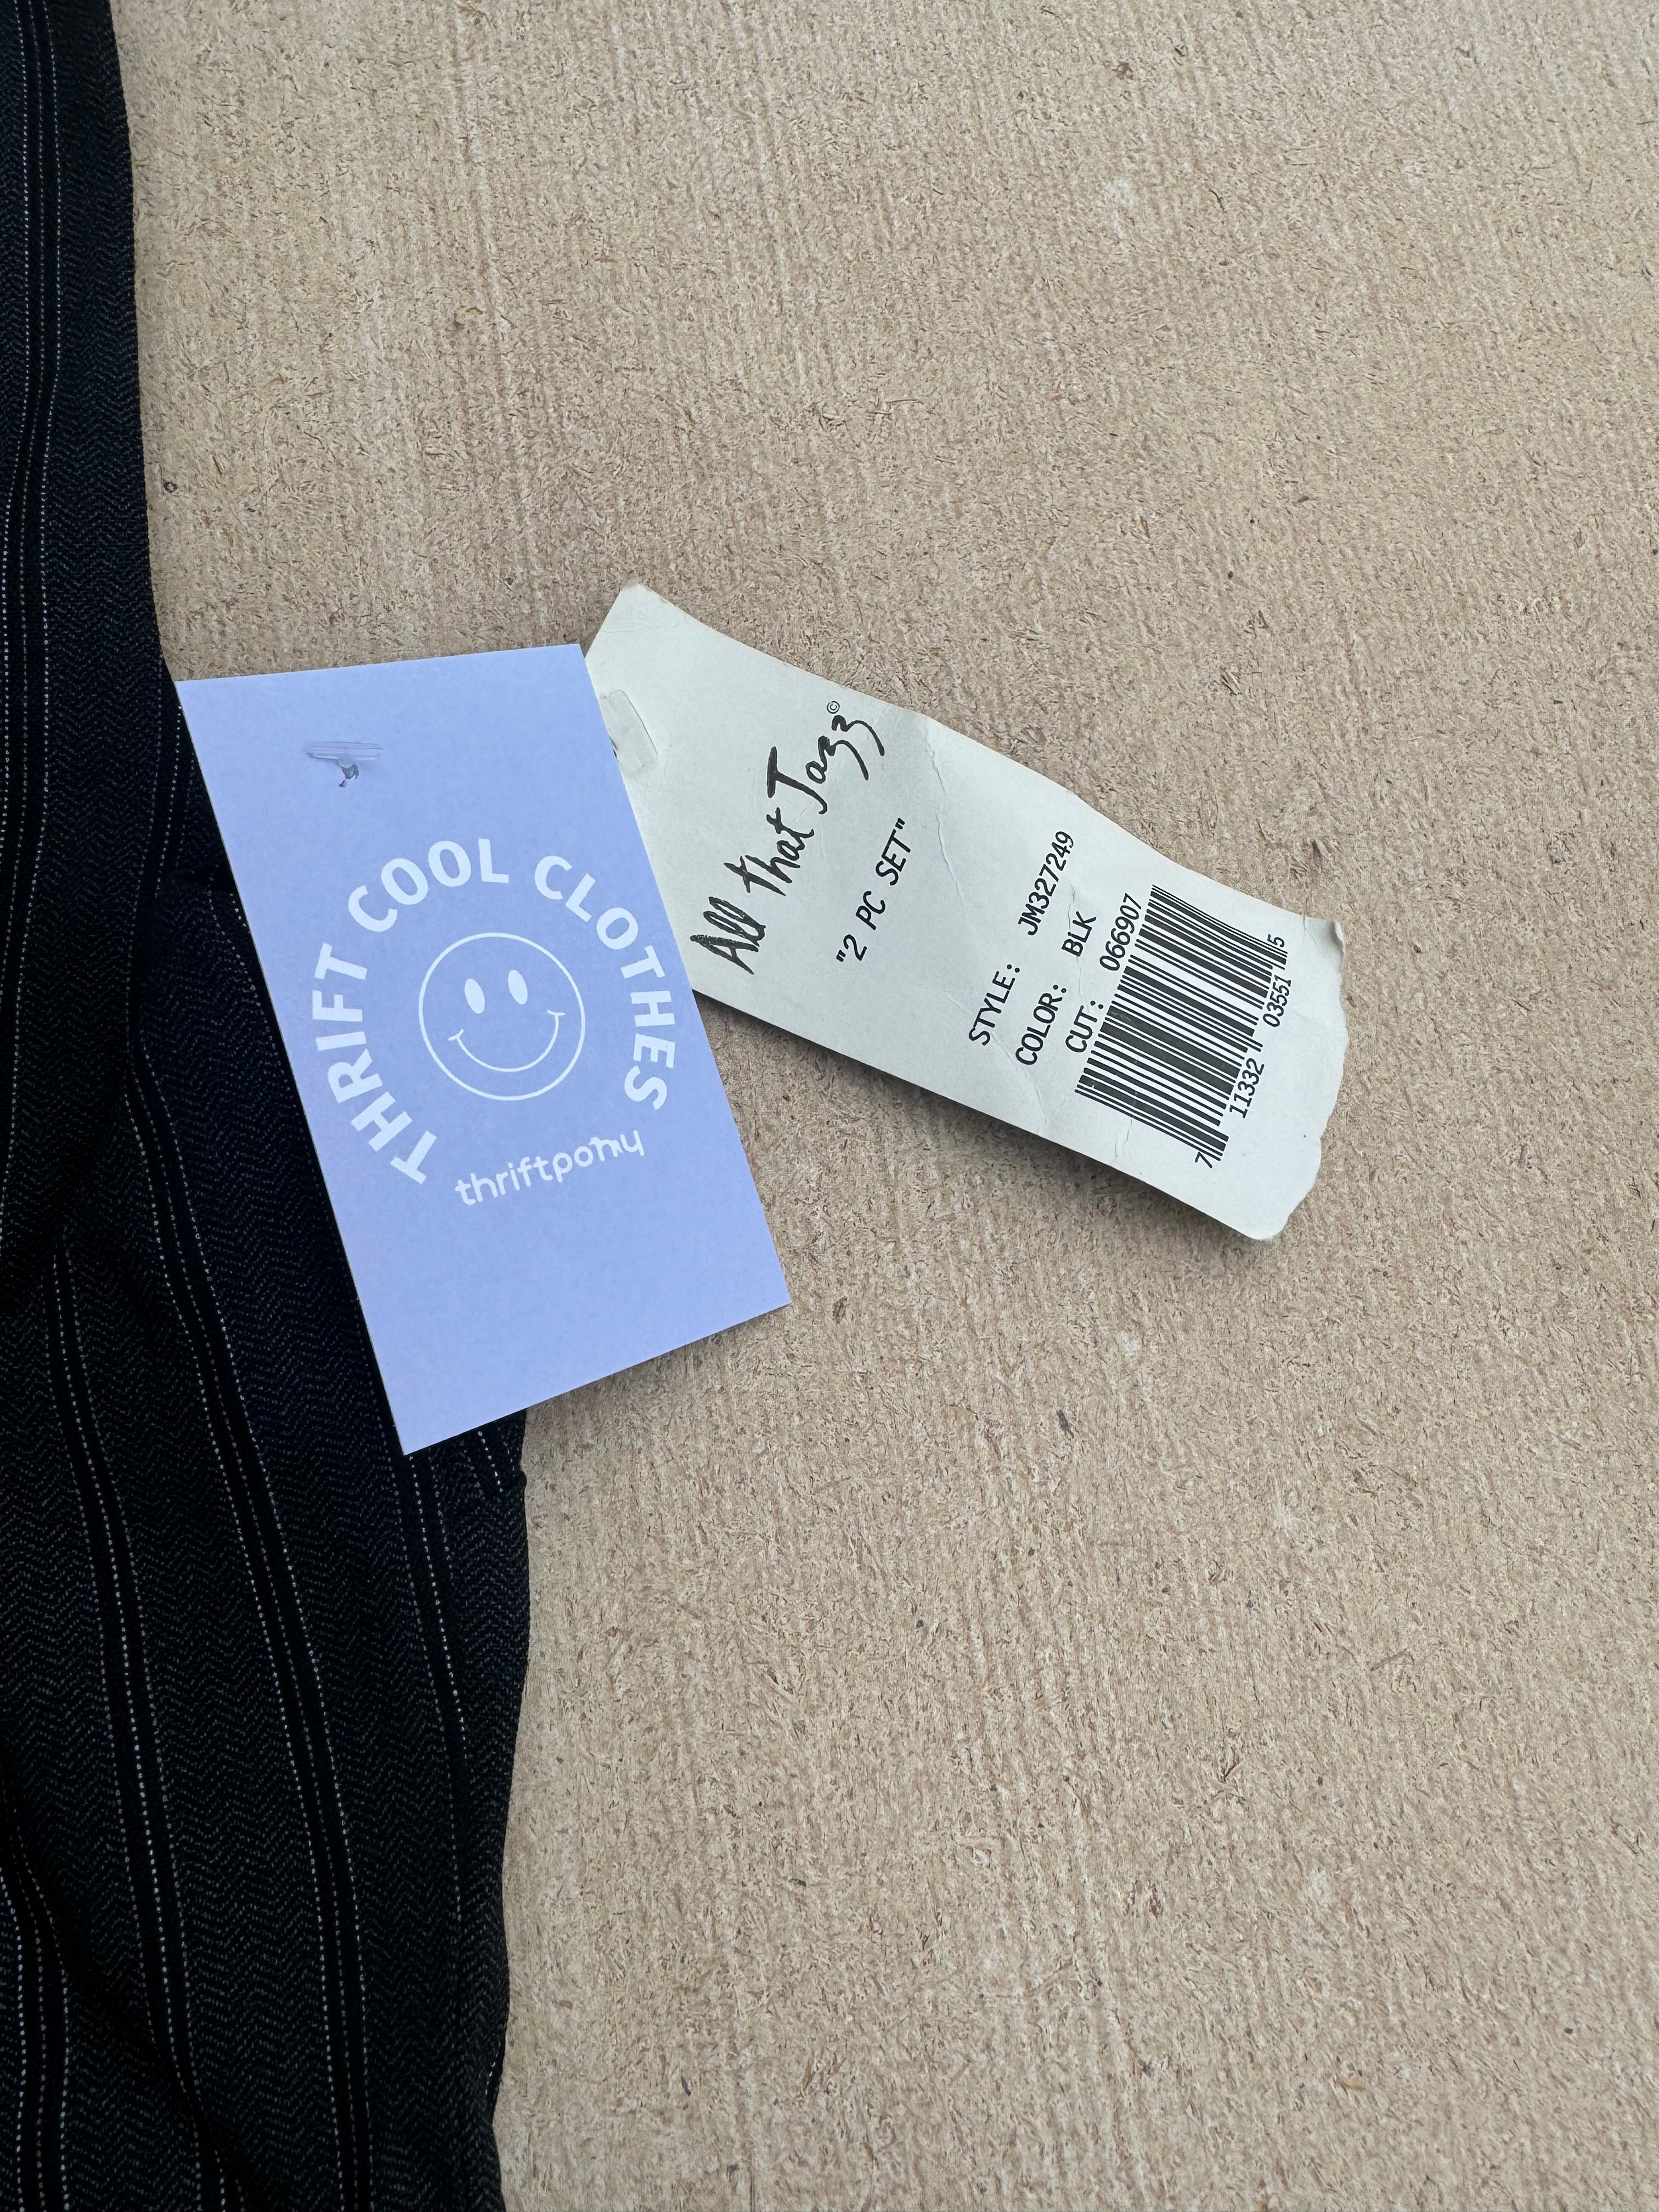 THRIFT COOL CLOTHES
thriftpony
All that Jazz©
"2 PC SET"
STYLE: JM327249
COLOR: BLK
CUT: 066907
7 11332 03551 5